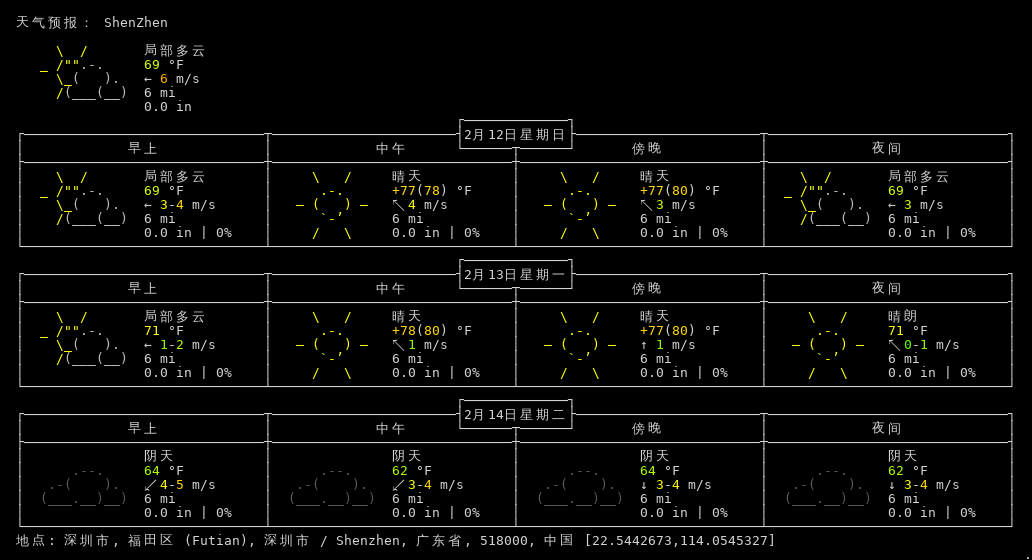 天气预报： ShenZhen
局部多云
69 °F
← 6 m/s
6 mi
0.0 in
2月12日星期日
早上 中午 傍晚 夜间
局部多云 晴天 晴天 局部多云
69 °F +77(78) °F +77(80) °F 69 °F
← 3-4 m/s ↖ 4 m/s ↖ 3 m/s ← 3 m/s
6 mi 6 mi 6 mi 6 mi
0.0 in | 0% 0.0 in | 0% 0.0 in | 0% 0.0 in | 0%
2月13日星期一
早上 中午 傍晚 夜间
局部多云 晴天 晴天 晴朗
71 °F +78(80) °F +77(80) °F 71 °F
← 1-2 m/s ↖ 1 m/s ↑ 1 m/s ↖ 0-1 m/s
6 mi 6 mi 6 mi 6 mi
0.0 in | 0% 0.0 in | 0% 0.0 in | 0% 0.0 in | 0%
2月14日星期二
早上 中午 傍晚 夜间
阴天 阴天 阴天 阴天
64 °F 62 °F 64 °F 62 °F
↙ 4-5 m/s ↙ 3-4 m/s ↓ 3-4 m/s ↓ 3-4 m/s
6 mi 6 mi 6 mi 6 mi
0.0 in | 0% 0.0 in | 0% 0.0 in | 0% 0.0 in | 0%
地点: 深圳市, 福田区 (Futian), 深圳市 / Shenzhen, 广东省, 518000, 中国 [22.5442673,114.0545327]